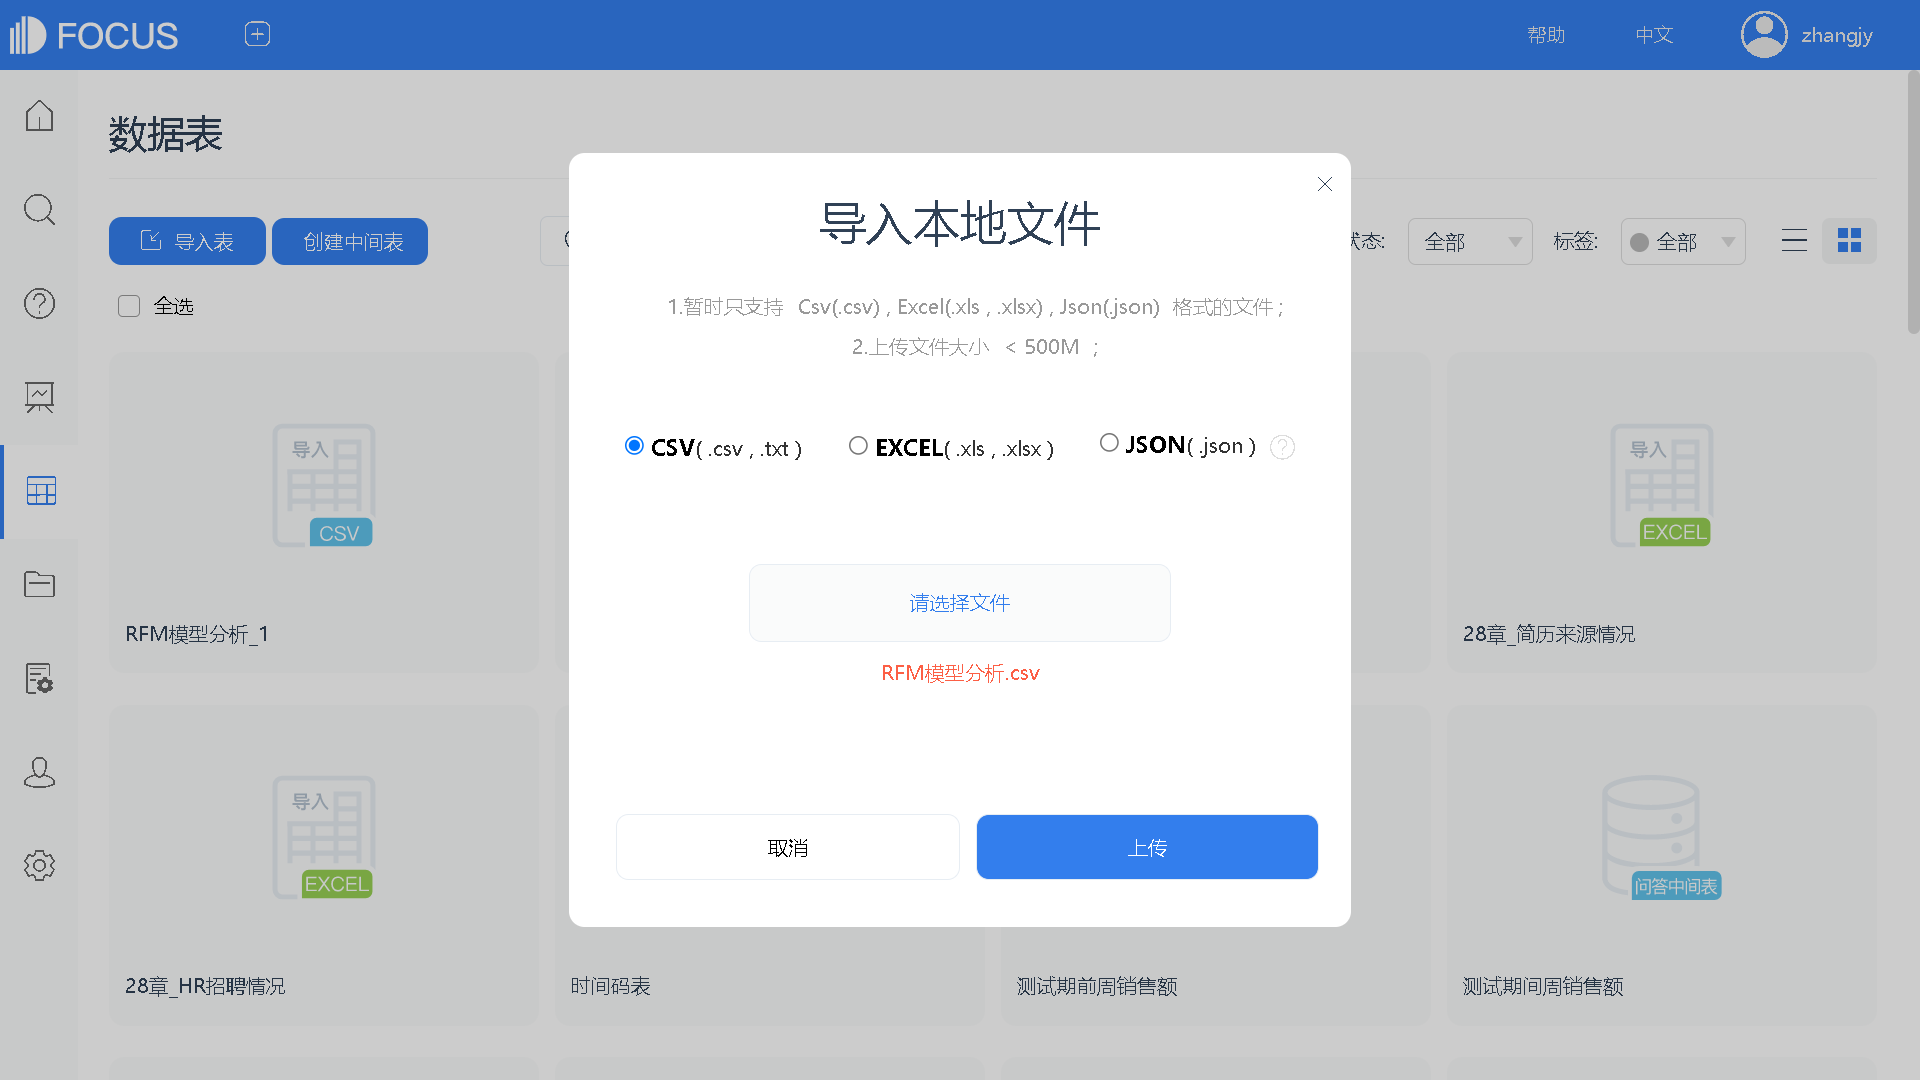 FOCUS
帮助
中文
zhangjy
数据表
导入表
创建中间表
状态:
全部
标签:
全部
全选
导入本地文件
1.暂时只支持 Csv(.csv) , Excel(.xls , .xlsx) , Json(.json) 格式的文件 ;
2.上传文件大小 < 500M ;
CSV( .csv , .txt )
EXCEL( .xls , .xlsx )
JSON( .json )
?
请选择文件
RFM模型分析.csv
取消
上传
导入
CSV
RFM模型分析_1
导入
EXCEL
28章_简历来源情况
导入
EXCEL
28章_HR招聘情况
时间码表
测试期前周销售额
问答中间表
测试期间周销售额